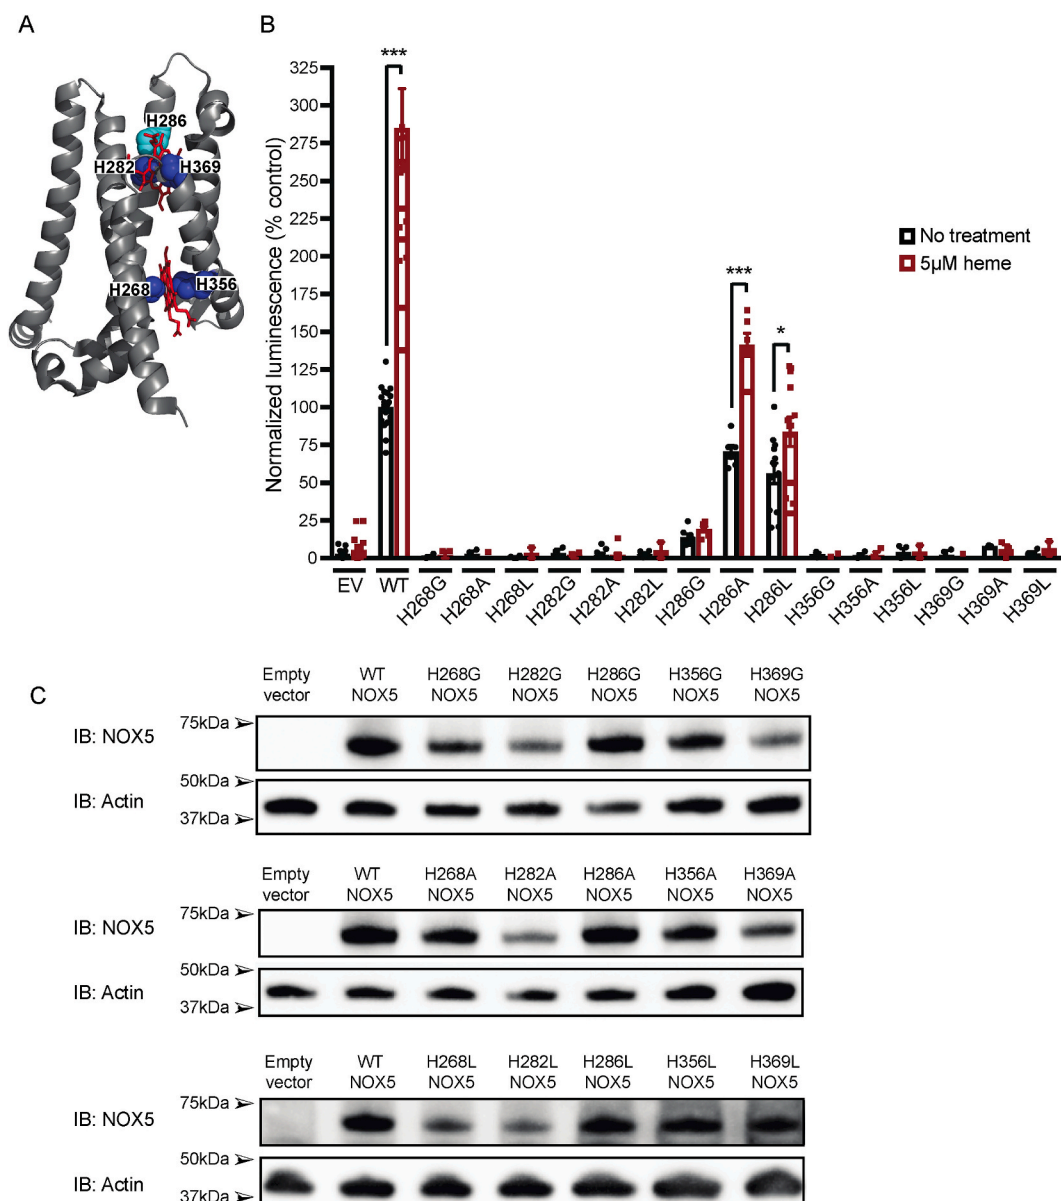 A
B
H286
H282
H369
H268
H356
Normalized luminescence (% control)
325
300
275
250
225
200
175
150
125
100
75
50
25
0
***
***
*
No treatment
5µM heme
EV
WT
H268G
H268A
H268L
H282G
H282A
H282L
H286G
H286A
H286L
H356G
H356A
H356L
H369G
H369A
H369L
C
Empty WT H268G H282G H286G H356G H369G
vector NOX5 NOX5 NOX5 NOX5 NOX5 NOX5
75kDa
IB: NOX5
50kDa
IB: Actin
37kDa
Empty WT H268A H282A H286A H356A H369A
vector NOX5 NOX5 NOX5 NOX5 NOX5 NOX5
75kDa
IB: NOX5
50kDa
IB: Actin
37kDa
Empty WT H268L H282L H286L H356L H369L
vector NOX5 NOX5 NOX5 NOX5 NOX5 NOX5
75kDa
IB: NOX5
50kDa
IB: Actin
37kDa